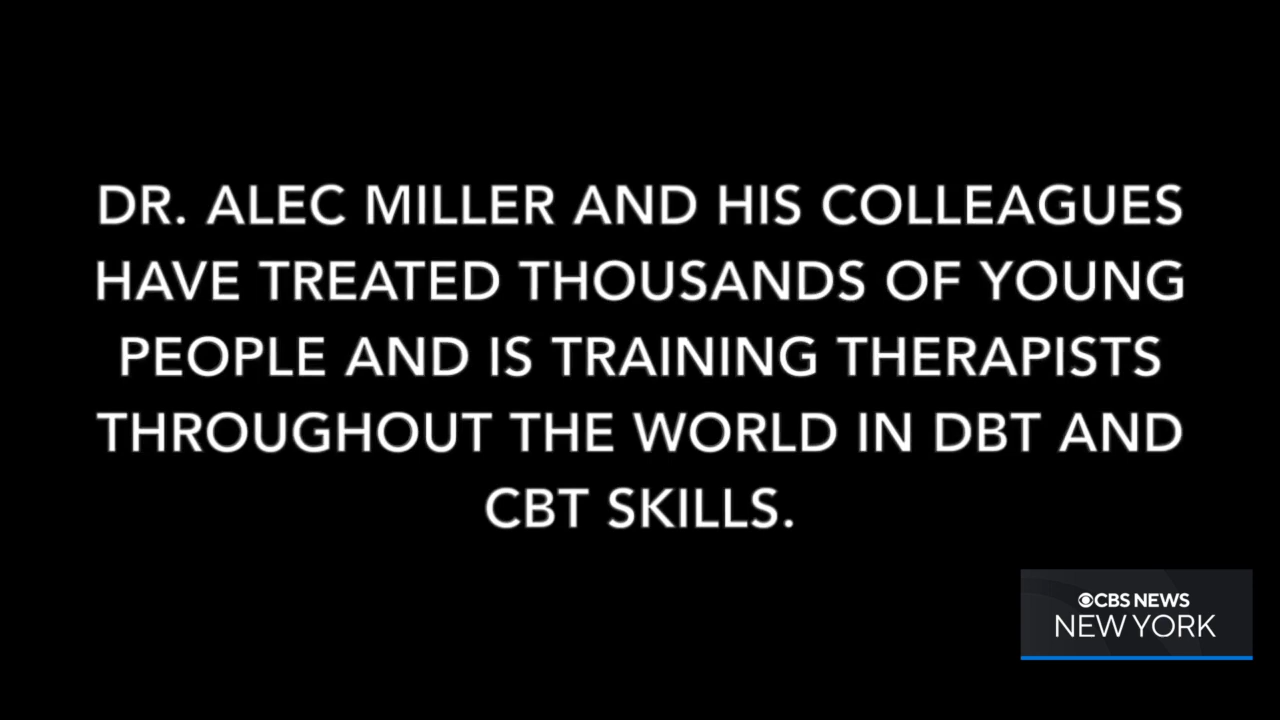 DR. ALEC MILLER AND HIS COLLEAGUES
HAVE TREATED THOUSANDS OF YOUNG
PEOPLE AND IS TRAINING THERAPISTS
THROUGHOUT THE WORLD IN DBT AND
CBT SKILLS.
CBS NEWS
NEW YORK